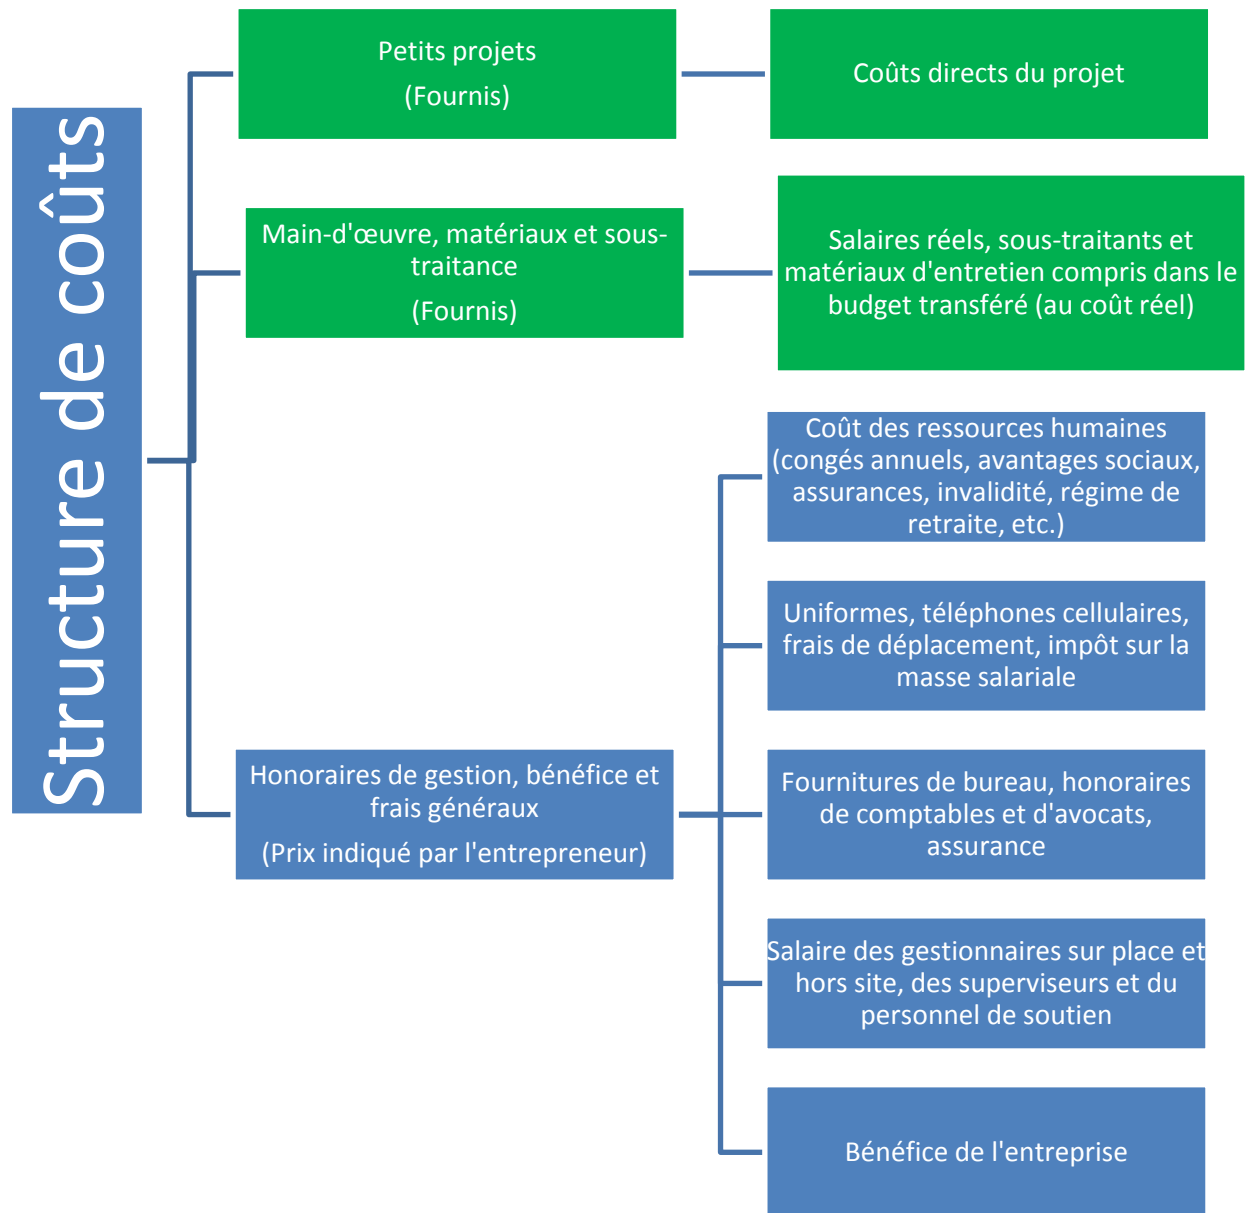 Structure de coûts
Petits projets
(Fournis)
Coûts directs du projet
Main-d'œuvre, matériaux et sous-
traitance
(Fournis)
Salaires réels, sous-traitants et
matériaux d'entretien compris dans le
budget transféré (au coût réel)
Honoraires de gestion, bénéfice et
frais généraux
(Prix indiqué par l'entrepreneur)
Coût des ressources humaines
(congés annuels, avantages sociaux,
assurances, invalidité, régime de
retraite, etc.)
Uniformes, téléphones cellulaires,
frais de déplacement, impôt sur la
masse salariale
Fournitures de bureau, honoraires
de comptables et d'avocats,
assurance
Salaire des gestionnaires sur place et
hors site, des superviseurs et du
personnel de soutien
Bénéfice de l'entreprise